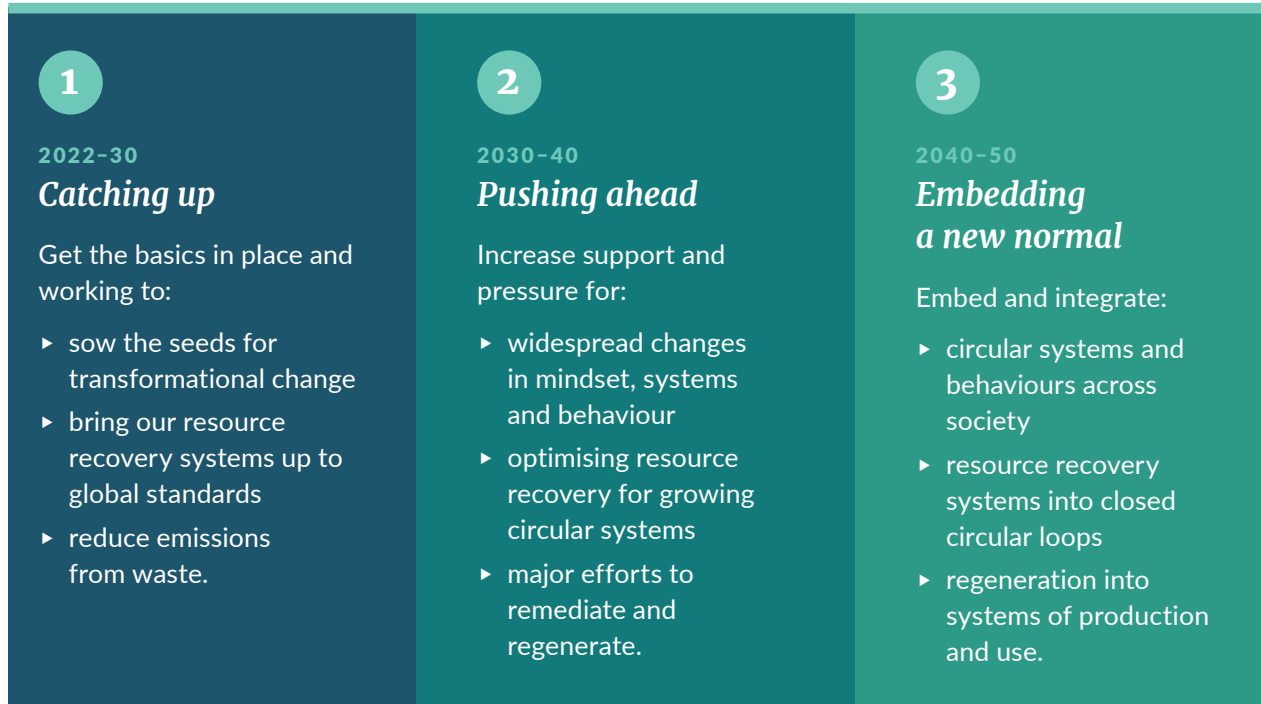 1
2022–30
Catching up
Get the basics in place and
working to:
▸ sow the seeds for
transformational change
▸ bring our resource
recovery systems up to
global standards
▸ reduce emissions
from waste.
2
2030–40
Pushing ahead
Increase support and
pressure for:
▸ widespread changes
in mindset, systems
and behaviour
▸ optimising resource
recovery for growing
circular systems
▸ major efforts to
remediate and
regenerate.
3
2040–50
Embedding
a new normal
Embed and integrate:
▸ circular systems and
behaviours across
society
▸ resource recovery
systems into closed
circular loops
▸ regeneration into
systems of production
and use.